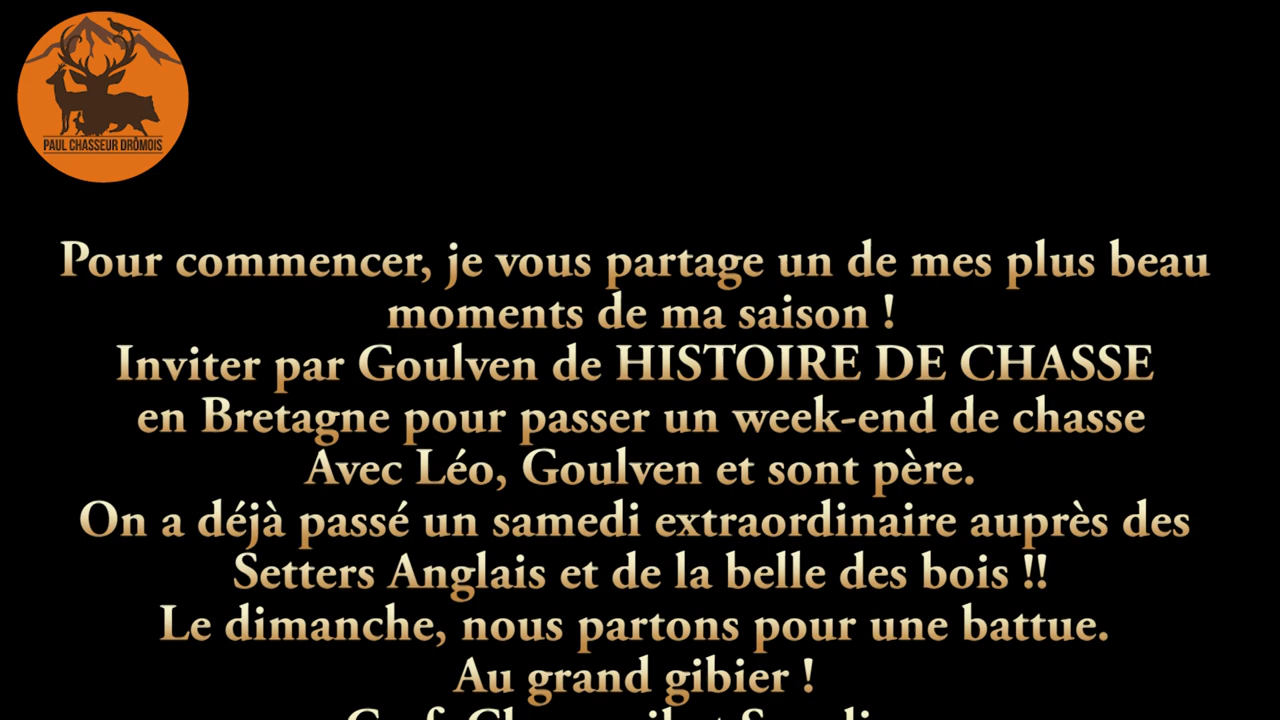 PAUL CHASSEUR DRÔMOIS
Pour commencer, je vous partage un de mes plus beau
moments de ma saison !
Inviter par Goulven de HISTOIRE DE CHASSE
en Bretagne pour passer un week-end de chasse
Avec Léo, Goulven et sont père.
On a déjà passé un samedi extraordinaire auprès des
Setters Anglais et de la belle des bois !!
Le dimanche, nous partons pour une battue.
Au grand gibier !